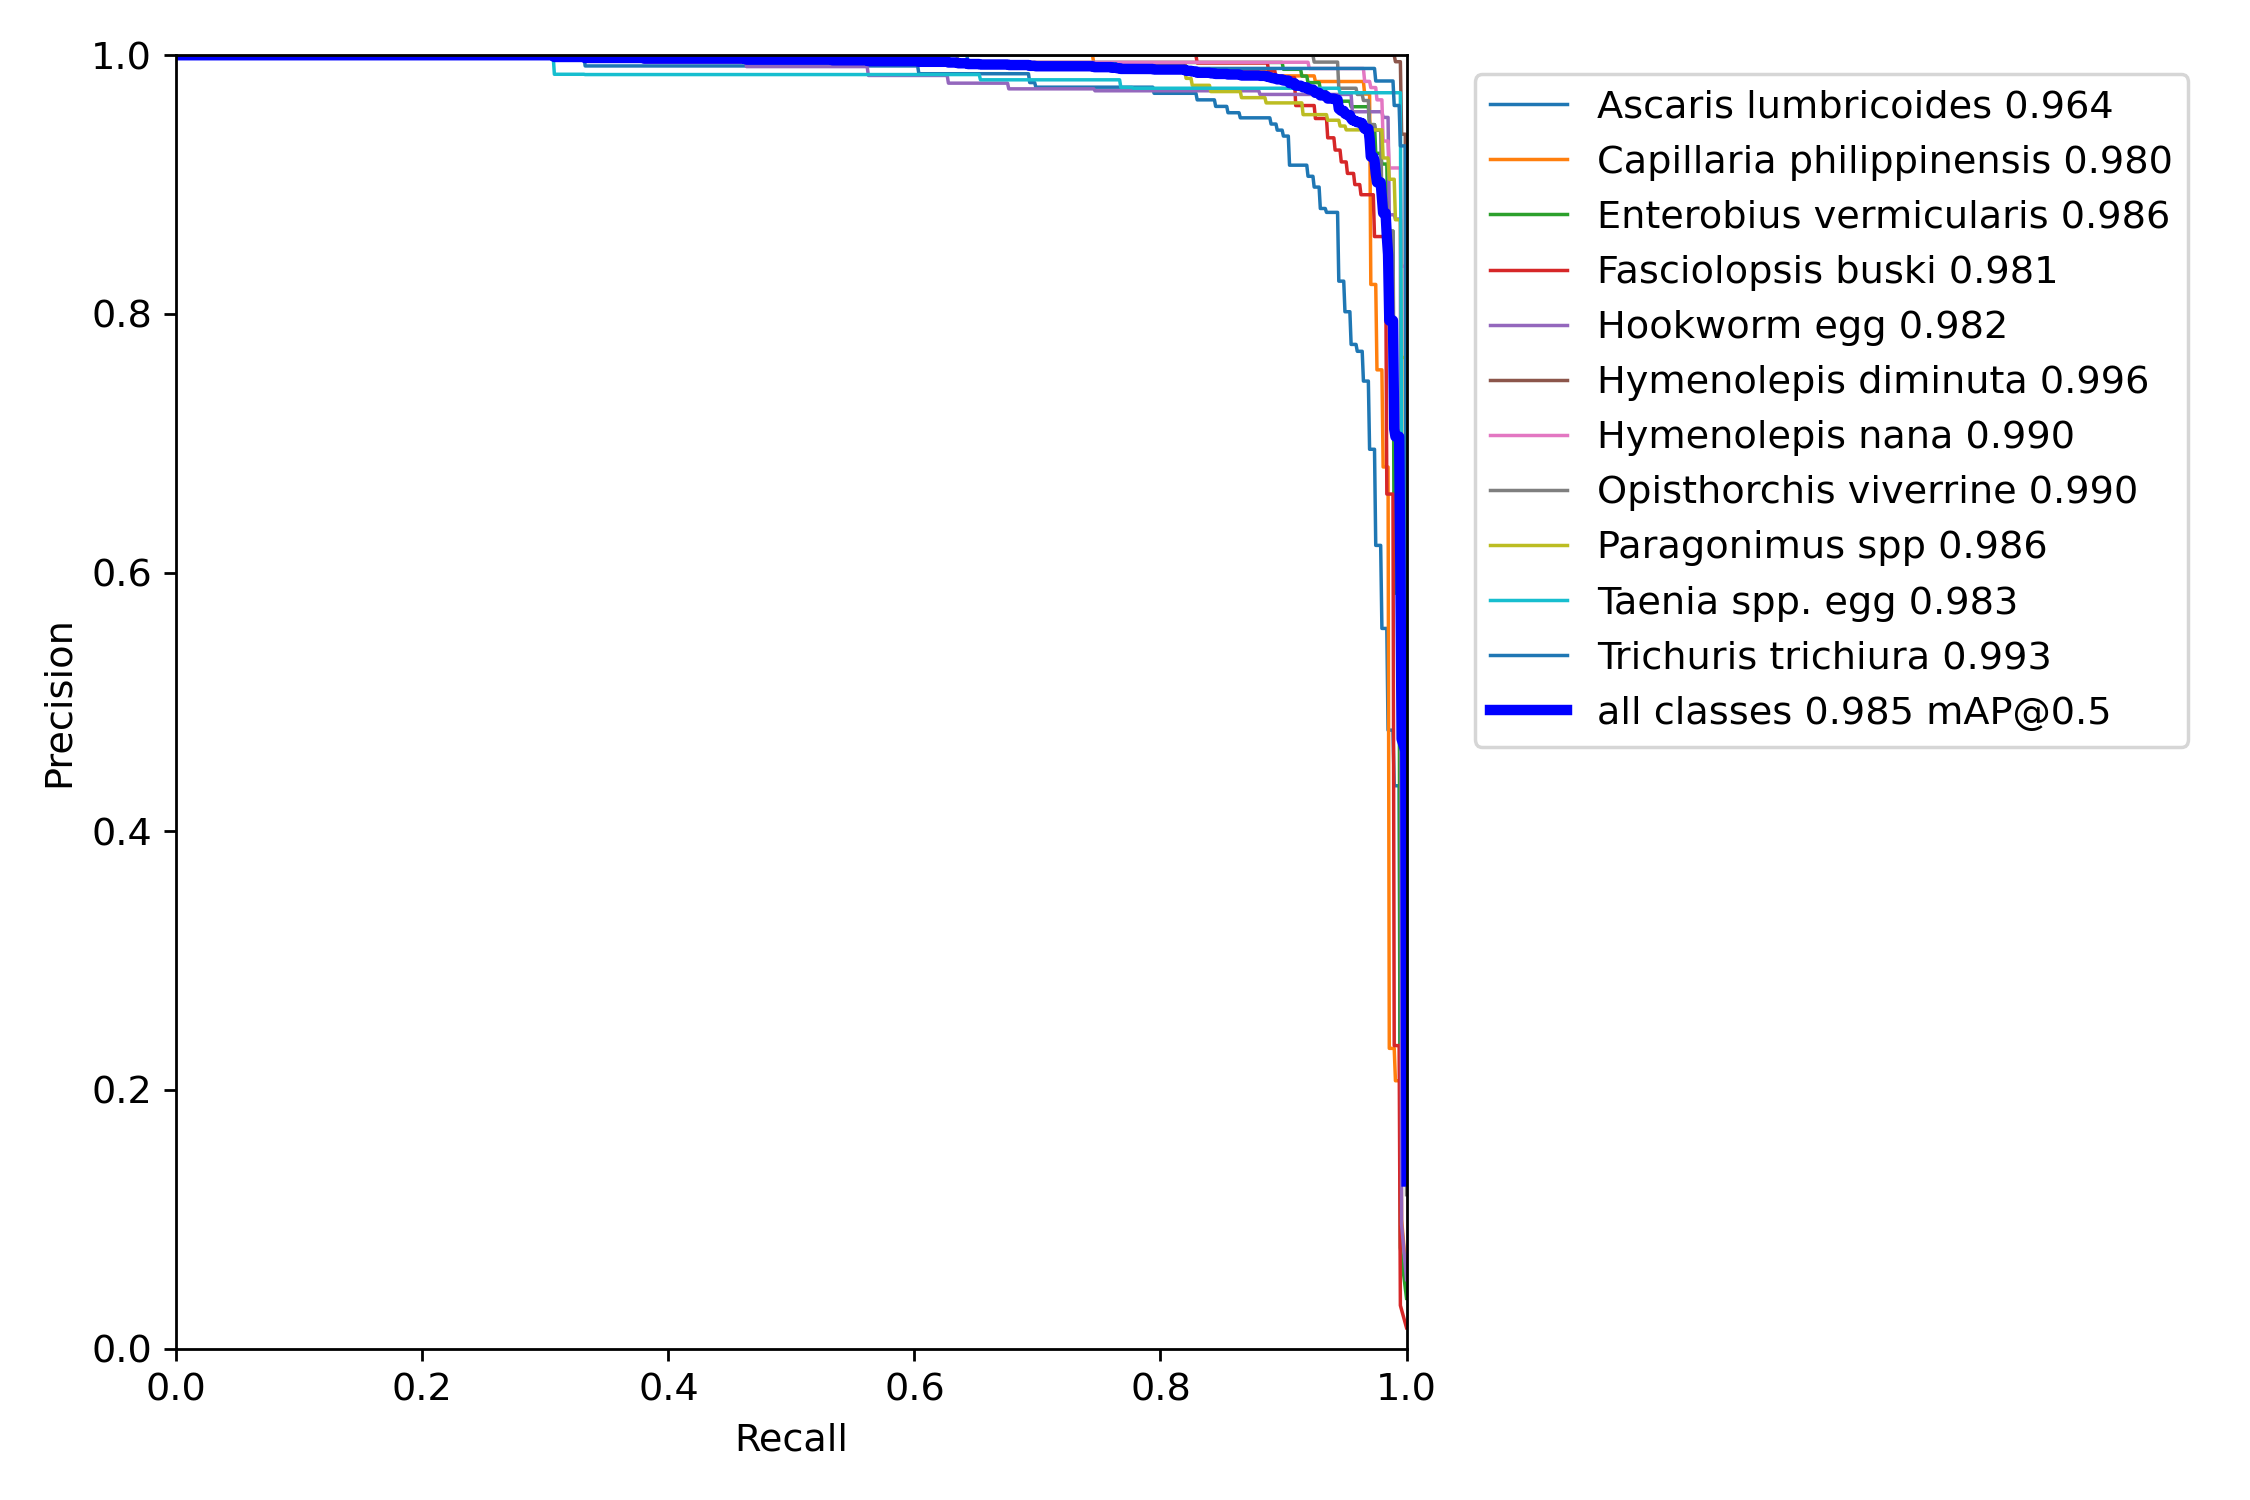 1.0
0.8
0.6
0.4
0.2
0.0
0.0 0.2 0.4 0.6 0.8 1.0
Precision
Recall
Ascaris lumbricoides 0.964
Capillaria philippinensis 0.980
Enterobius vermicularis 0.986
Fasciolopsis buski 0.981
Hookworm egg 0.982
Hymenolepis diminuta 0.996
Hymenolepis nana 0.990
Opisthorchis viverrine 0.990
Paragonimus spp 0.986
Taenia spp. egg 0.983
Trichuris trichiura 0.993
all classes 0.985 mAP@0.5